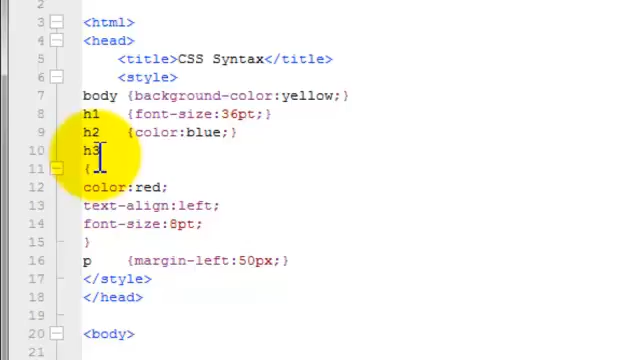 2
3 <html>
4 <head>
5 <title>CSS Syntax</title>
6 <style>
7 body {background-color:yellow;}
8 h1 {font-size:36pt;}
9 h2 {color:blue;}
10 h3
11 {
12 color:red;
13 text-align:left;
14 font-size:8pt;
15 }
16 p {margin-left:50px;}
17 </style>
18 </head>
19
20 <body>
21